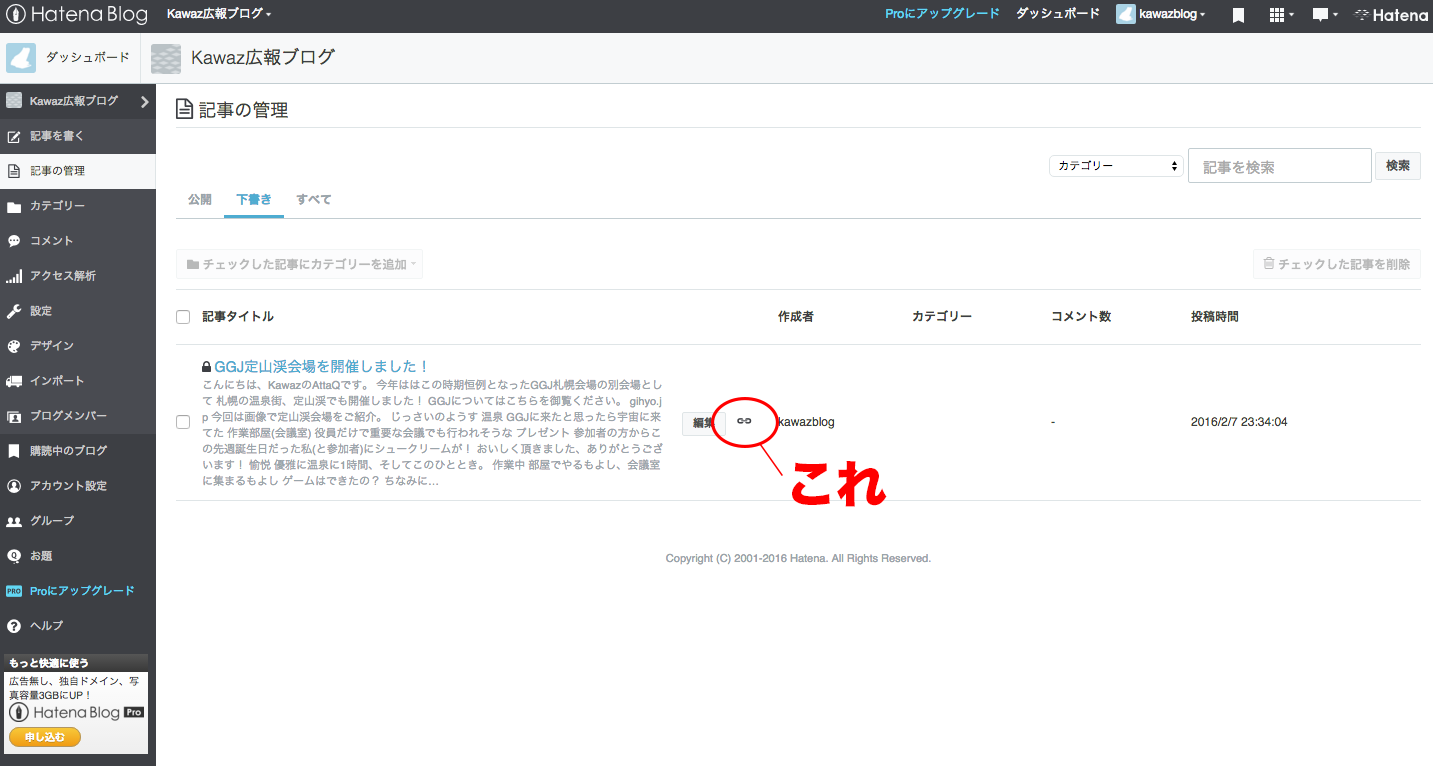 Hatena Blog Kawaz広報ブログ Proにアップグレード ダッシュボード kawazblog Hatena
ダッシュボード Kawaz広報ブログ
Kawaz広報ブログ
記事を書く
記事の管理
カテゴリー
コメント
アクセス解析
設定
デザイン
インポート
ブログメンバー
購読中のブログ
アカウント設定
グループ
お題
PRO Proにアップグレード
ヘルプ
もっと快適に使う
広告無し、独自ドメイン、写
真容量3GBにUP！
Hatena Blog Pro
申し込む
記事の管理
カテゴリー 記事を検索 検索
公開 下書き すべて
チェックした記事にカテゴリーを追加 チェックした記事を削除
記事タイトル 作成者 カテゴリー コメント数 投稿時間
GGJ定山渓会場を開催しました！
こんにちは、KawazのAttaQです。 今年ははこの時期恒例となったGGJ札幌会場の別会場とし
て 札幌の温泉街、定山渓でも開催しました！ GGJについてはこちらを御覧ください。 gihyo.j
p 今回は画像で定山渓会場をご紹介。 じっさいのようす 温泉 GGJに来たと思ったら宇宙に来
てた 作業部屋(会議室) 役員だけで重要な会議でも行われそうな プレゼント 参加者の方からこ
の先週誕生日だった私(と参加者)にシュークリームが！ おいしく頂きました、ありがとうござ
います！ 愉悦 優雅に温泉に1時間、そしてこのひととき。 作業中 部屋でやるもよし、会議室
に集まるもよし ゲームはできたの？ ちなみに…
編集 kawazblog - 2016/2/7 23:34:04
これ
Copyright (C) 2001-2016 Hatena. All Rights Reserved.